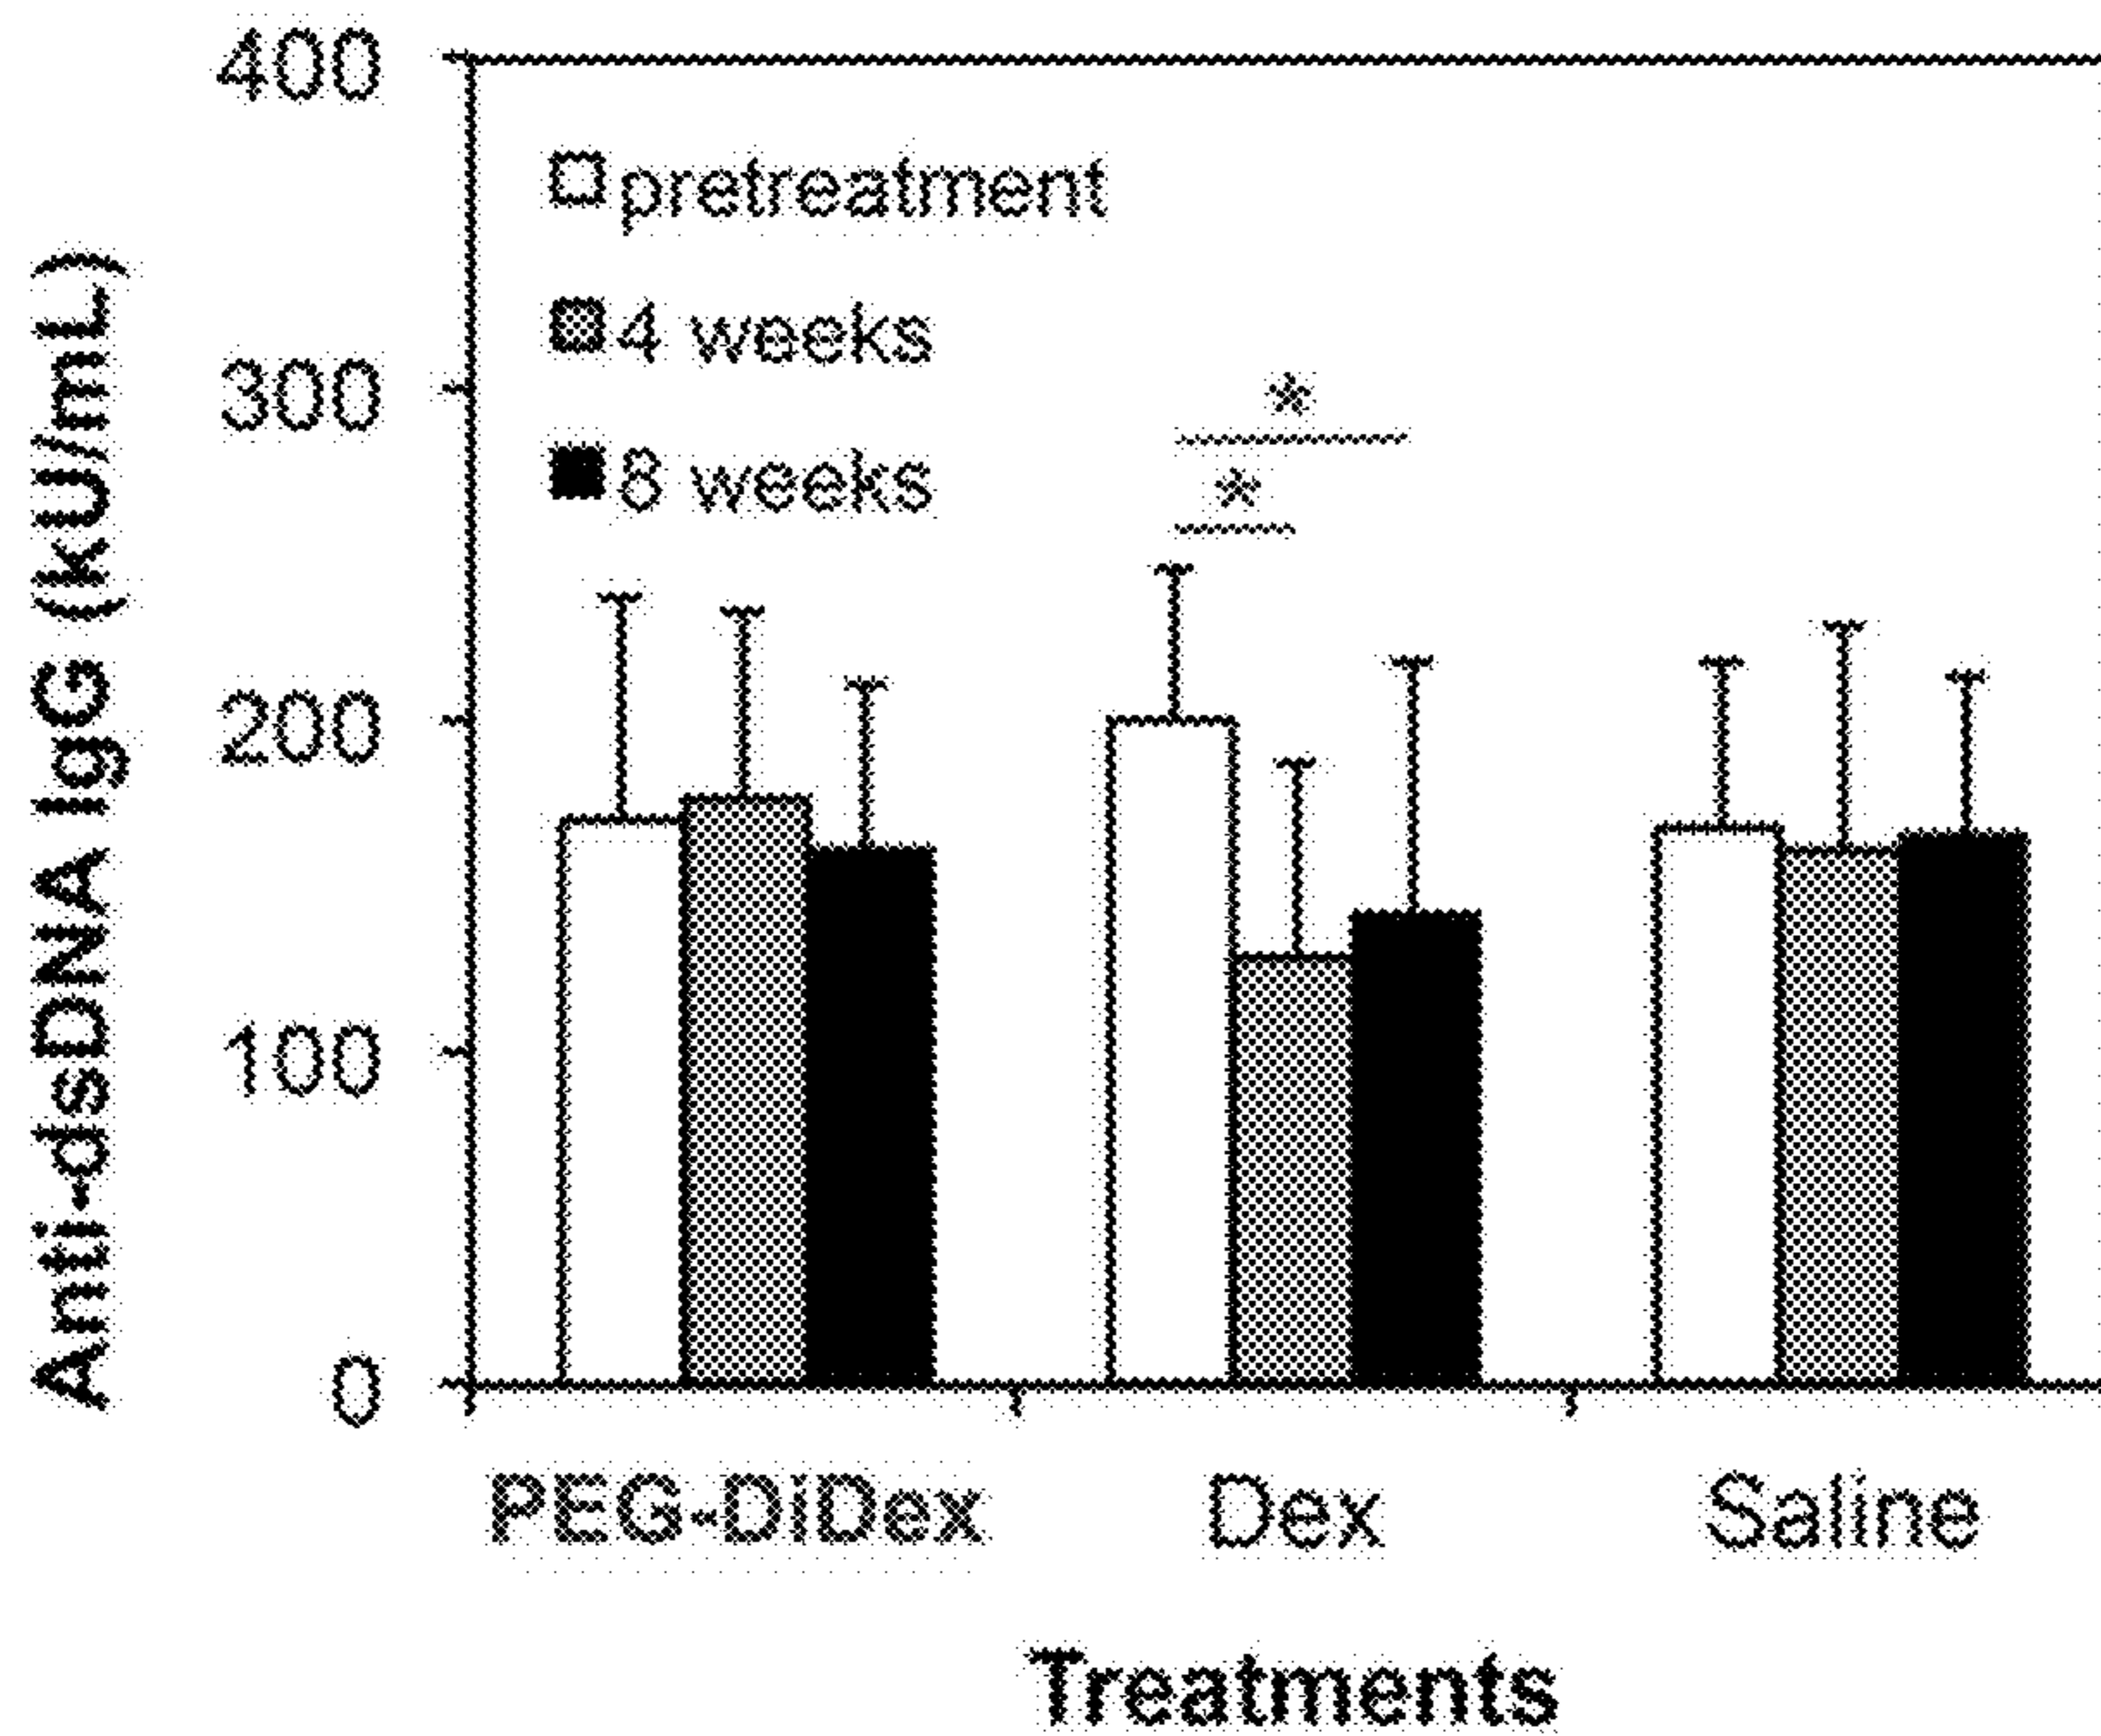 Anti-dsDNA IgG (kU/mL)
400
300
200
100
0
pretreatment
4 weeks
8 weeks
*
*
PEG-DiDex
Dex
Saline
Treatments